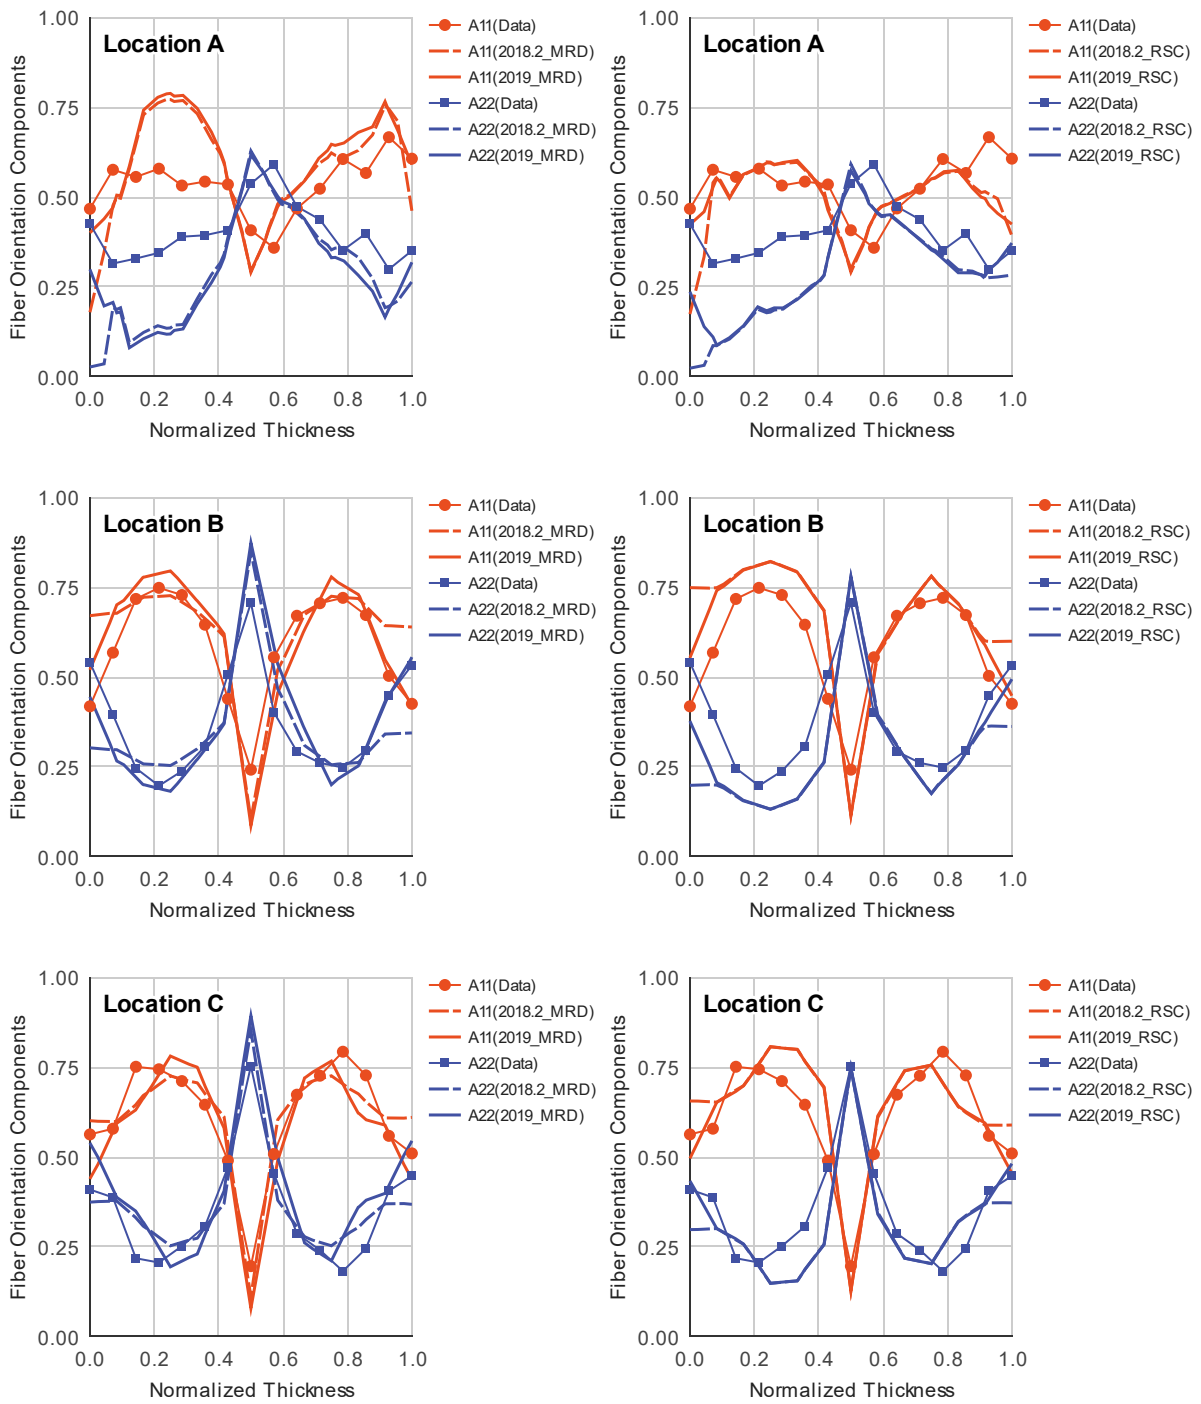 Location A
Fiber Orientation Components
1.00
0.75
0.50
0.25
0.00
0.0 0.2 0.4 0.6 0.8 1.0
Normalized Thickness
A11(Data)
A11(2018.2_MRD)
A11(2019_MRD)
A22(Data)
A22(2018.2_MRD)
A22(2019_MRD)
Location A
Fiber Orientation Components
1.00
0.75
0.50
0.25
0.00
0.0 0.2 0.4 0.6 0.8 1.0
Normalized Thickness
A11(Data)
A11(2018.2_RSC)
A11(2019_RSC)
A22(Data)
A22(2018.2_RSC)
A22(2019_RSC)
Location B
Fiber Orientation Components
1.00
0.75
0.50
0.25
0.00
0.0 0.2 0.4 0.6 0.8 1.0
Normalized Thickness
A11(Data)
A11(2018.2_MRD)
A11(2019_MRD)
A22(Data)
A22(2018.2_MRD)
A22(2019_MRD)
Location B
Fiber Orientation Components
1.00
0.75
0.50
0.25
0.00
0.0 0.2 0.4 0.6 0.8 1.0
Normalized Thickness
A11(Data)
A11(2018.2_RSC)
A11(2019_RSC)
A22(Data)
A22(2018.2_RSC)
A22(2019_RSC)
Location C
Fiber Orientation Components
1.00
0.75
0.50
0.25
0.00
0.0 0.2 0.4 0.6 0.8 1.0
Normalized Thickness
A11(Data)
A11(2018.2_MRD)
A11(2019_MRD)
A22(Data)
A22(2018.2_MRD)
A22(2019_MRD)
Location C
Fiber Orientation Components
1.00
0.75
0.50
0.25
0.00
0.0 0.2 0.4 0.6 0.8 1.0
Normalized Thickness
A11(Data)
A11(2018.2_RSC)
A11(2019_RSC)
A22(Data)
A22(2018.2_RSC)
A22(2019_RSC)